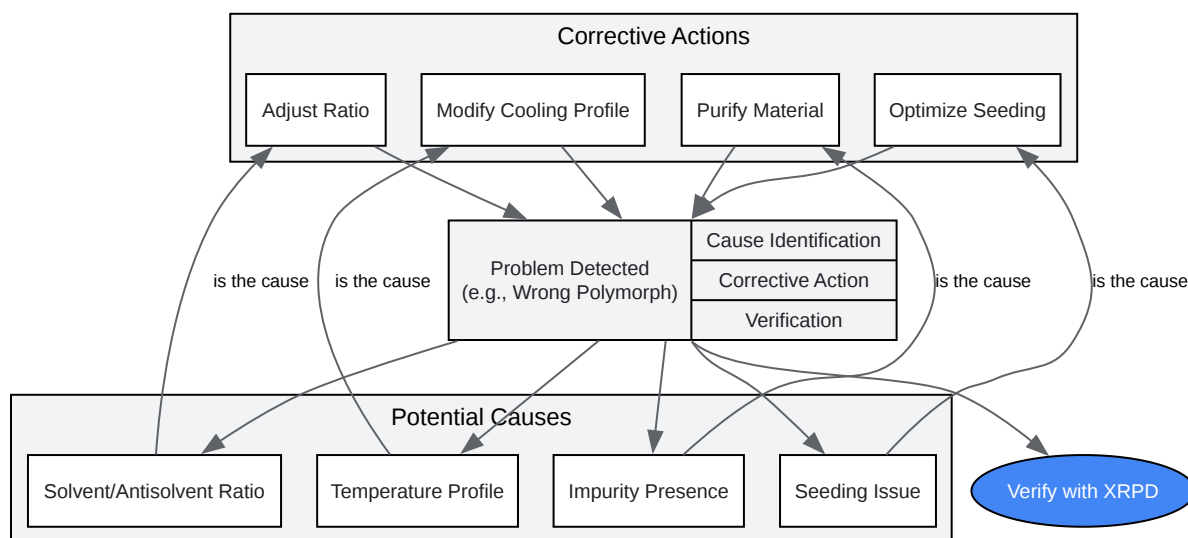 Corrective Actions
Adjust Ratio
Modify Cooling Profile
Purify Material
Optimize Seeding
Problem Detected
(e.g., Wrong Polymorph)
Cause Identification
Corrective Action
Verification
is the cause
is the cause
is the cause
is the cause
Potential Causes
Solvent/Antisolvent Ratio
Temperature Profile
Impurity Presence
Seeding Issue
Verify with XRPD